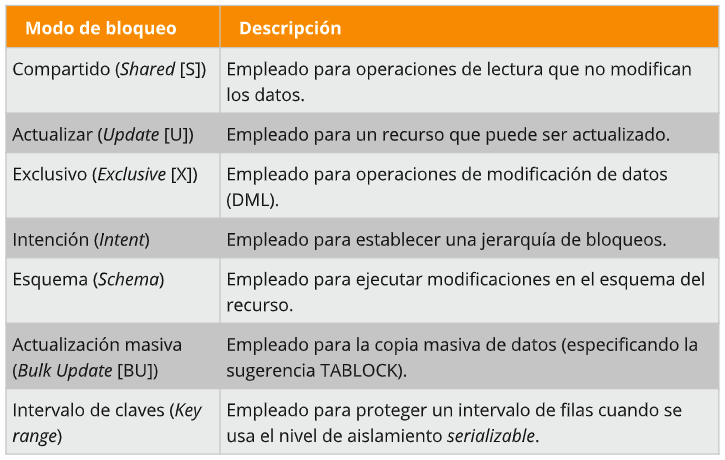 Modo de bloqueo Descripción
Compartido (Shared [S]) Empleado para operaciones de lectura que no modifican
los datos.
Actualizar (Update [U]) Empleado para un recurso que puede ser actualizado.
Exclusivo (Exclusive [X]) Empleado para operaciones de modificación de datos
(DML).
Intención (Intent) Empleado para establecer una jerarquía de bloqueos.
Esquema (Schema) Empleado para ejecutar modificaciones en el esquema del
recurso.
Actualización masiva Empleado para la copia masiva de datos (especificando la
(Bulk Update [BU]) sugerencia TABLOCK).
Intervalo de claves (Key Empleado para proteger un intervalo de filas cuando se
range) usa el nivel de aislamiento serializable.